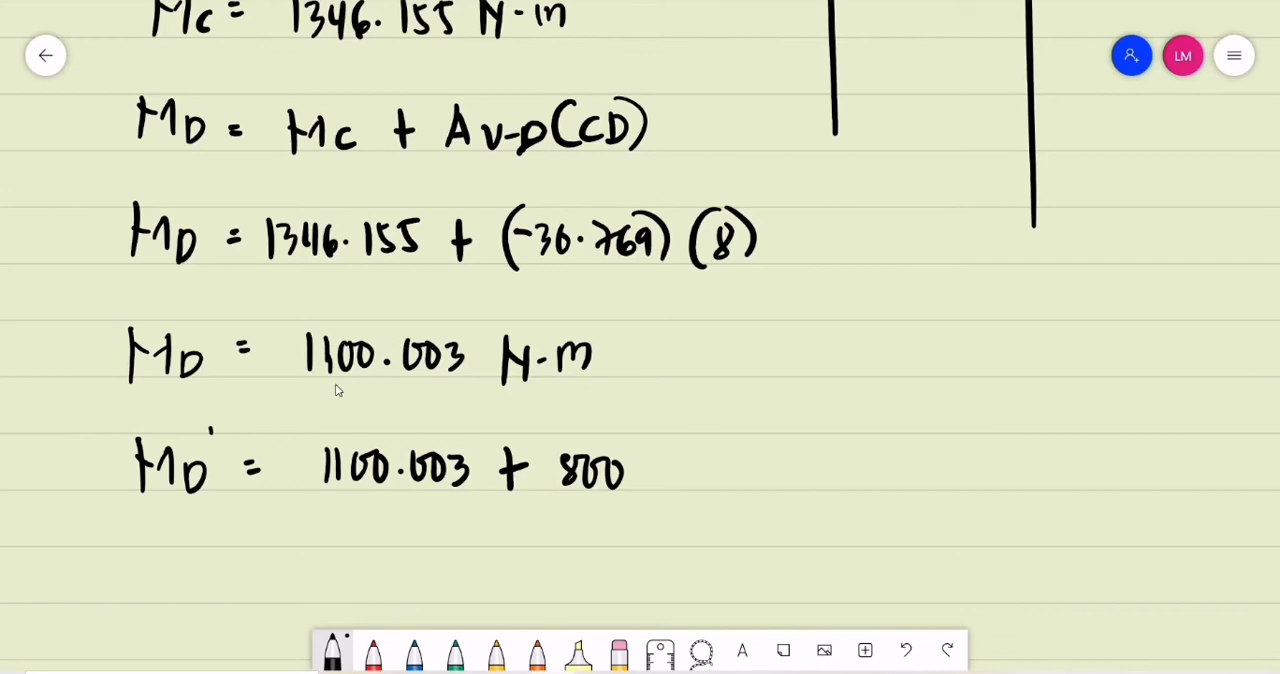 Mc = 1346.155 N-m
MD = Mc + Av-D(CD)
MD = 1346.155 + (-30.769) (8)
MD = 1100.003 N-m
MD' = 1100.003 + 800
LM
A